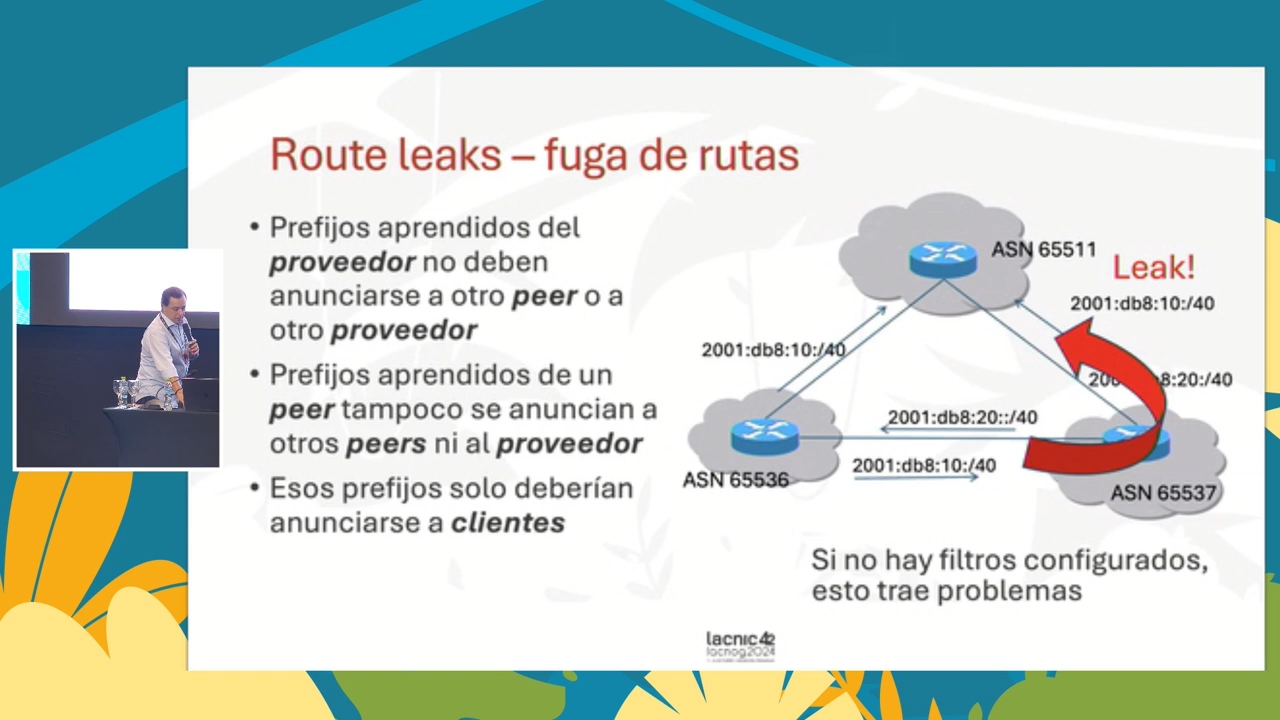 Route leaks – fuga de rutas
• Prefijos aprendidos del
proveedor no deben
anunciarse a otro peer o a
otro proveedor
• Prefijos aprendidos de un
peer tampoco se anuncian a
otros peers ni al proveedor
• Esos prefijos solo deberían
anunciarse a clientes
ASN 65511
Leak!
2001:db8:10:/40
2001:db8:10:/40
8:20:/40
2001:db8:20::/40
2001:db8:10:/40
ASN 65536
ASN 65537
Si no hay filtros configurados,
esto trae problemas
lacnic42
lacnog2024